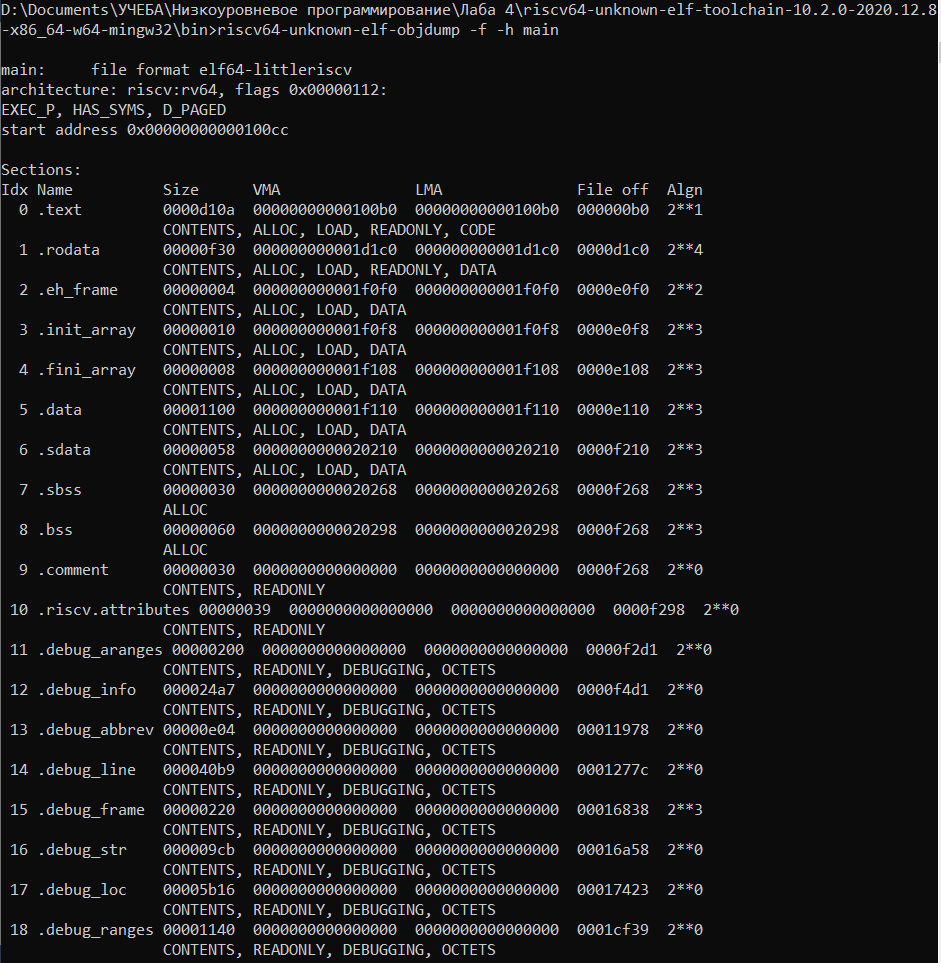 D:\Documents\УЧЕБА\Низкоуровневое программирование\Лаба 4\riscv64-unknown-elf-toolchain-10.2.0-2020.12.8
-x86_64-w64-mingw32\bin>riscv64-unknown-elf-objdump -f -h main

main:     file format elf64-littleriscv
architecture: riscv:rv64, flags 0x00000112:
EXEC_P, HAS_SYMS, D_PAGED
start address 0x00000000000100cc

Sections:
Idx Name          Size      VMA               LMA               File off  Algn
  0 .text         0000d10a  00000000000100b0  00000000000100b0  000000b0  2**1
                  CONTENTS, ALLOC, LOAD, READONLY, CODE
  1 .rodata       00000f30  000000000001d1c0  000000000001d1c0  0000d1c0  2**4
                  CONTENTS, ALLOC, LOAD, READONLY, DATA
  2 .eh_frame     00000004  000000000001f0f0  000000000001f0f0  0000e0f0  2**2
                  CONTENTS, ALLOC, LOAD, DATA
  3 .init_array   00000010  000000000001f0f8  000000000001f0f8  0000e0f8  2**3
                  CONTENTS, ALLOC, LOAD, DATA
  4 .fini_array   00000008  000000000001f108  000000000001f108  0000e108  2**3
                  CONTENTS, ALLOC, LOAD, DATA
  5 .data         00001100  000000000001f110  000000000001f110  0000e110  2**3
                  CONTENTS, ALLOC, LOAD, DATA
  6 .sdata        00000058  0000000000020210  0000000000020210  0000f210  2**3
                  CONTENTS, ALLOC, LOAD, DATA
  7 .sbss         00000030  0000000000020268  0000000000020268  0000f268  2**3
                  ALLOC
  8 .bss          00000060  0000000000020298  0000000000020298  0000f268  2**3
                  ALLOC
  9 .comment      00000030  0000000000000000  0000000000000000  0000f268  2**0
                  CONTENTS, READONLY
 10 .riscv.attributes 00000039  0000000000000000  0000000000000000  0000f298  2**0
                  CONTENTS, READONLY
 11 .debug_aranges 00000200  0000000000000000  0000000000000000  0000f2d1  2**0
                  CONTENTS, READONLY, DEBUGGING, OCTETS
 12 .debug_info   000024a7  0000000000000000  0000000000000000  0000f4d1  2**0
                  CONTENTS, READONLY, DEBUGGING, OCTETS
 13 .debug_abbrev 00000e04  0000000000000000  0000000000000000  00011978  2**0
                  CONTENTS, READONLY, DEBUGGING, OCTETS
 14 .debug_line   000040b9  0000000000000000  0000000000000000  0001277c  2**0
                  CONTENTS, READONLY, DEBUGGING, OCTETS
 15 .debug_frame  00000220  0000000000000000  0000000000000000  00016838  2**3
                  CONTENTS, READONLY, DEBUGGING, OCTETS
 16 .debug_str    000009cb  0000000000000000  0000000000000000  00016a58  2**0
                  CONTENTS, READONLY, DEBUGGING, OCTETS
 17 .debug_loc    00005b16  0000000000000000  0000000000000000  00017423  2**0
                  CONTENTS, READONLY, DEBUGGING, OCTETS
 18 .debug_ranges 00001140  0000000000000000  0000000000000000  0001cf39  2**0
                  CONTENTS, READONLY, DEBUGGING, OCTETS